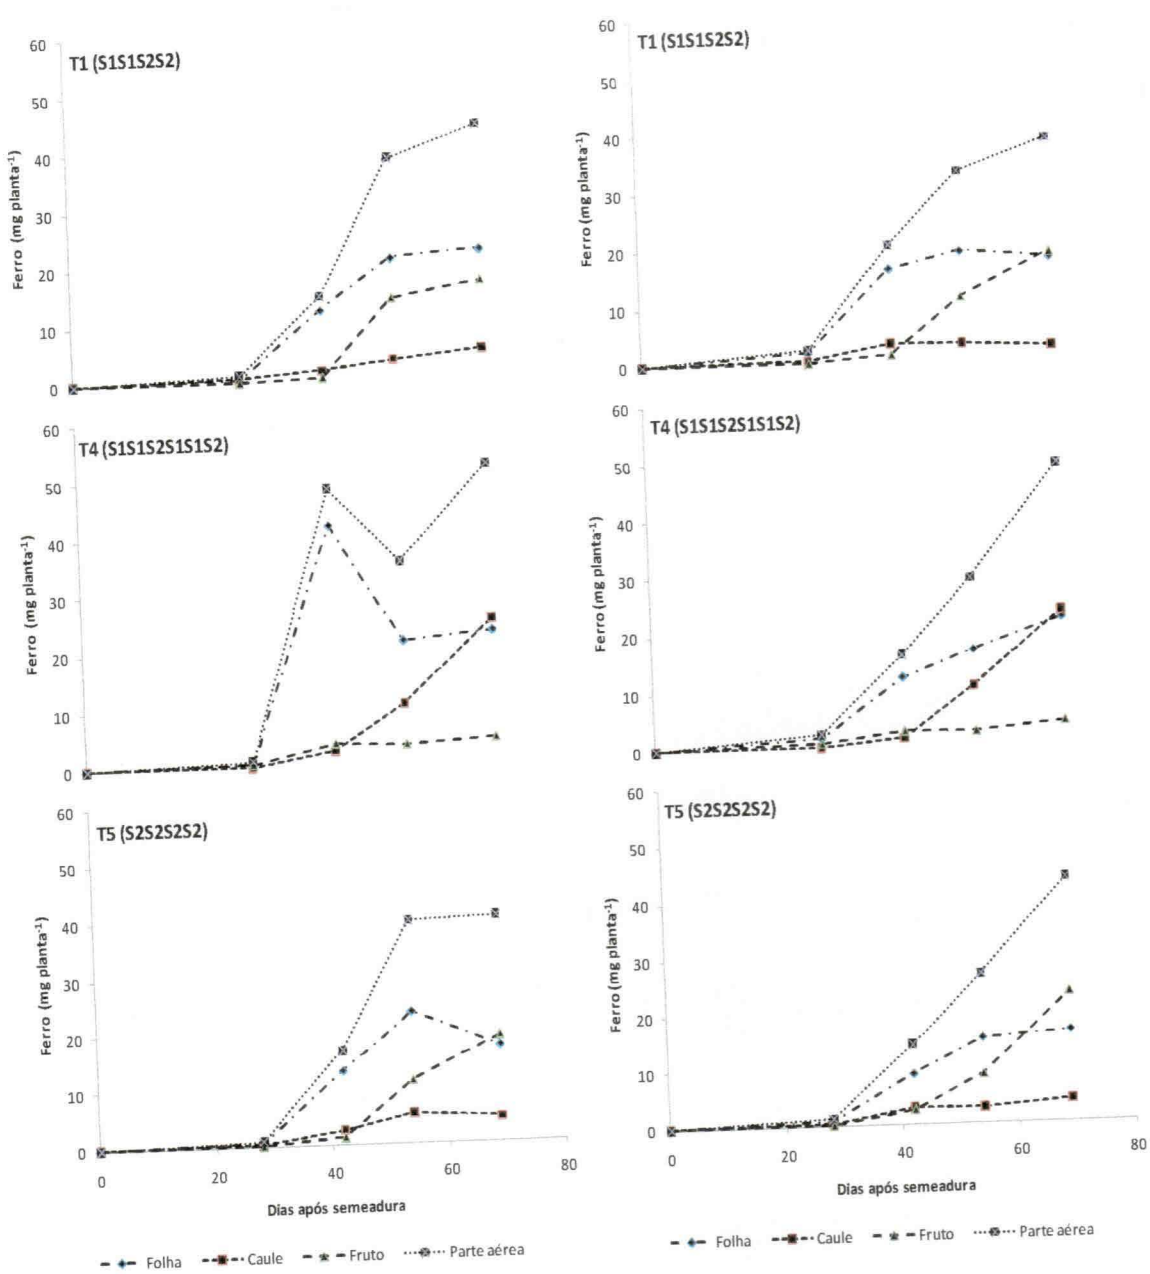 T1 (S1S1S2S2)
Ferro (mg planta⁻¹)
60
50
40
30
20
10
0
T1 (S1S1S2S2)
Ferro (mg planta⁻¹)
60
50
40
30
20
10
0
T4 (S1S1S2S1S1S2)
Ferro (mg planta⁻¹)
60
50
40
30
20
10
0
T4 (S1S1S2S1S1S2)
Ferro (mg planta⁻¹)
60
50
40
30
20
10
0
T5 (S2S2S2S2)
Ferro (mg planta⁻¹)
60
50
40
30
20
10
0
0 20 40 60 80
Dias após semeadura
Folha Caule Fruto Parte aérea
T5 (S2S2S2S2)
Ferro (mg planta⁻¹)
60
50
40
30
20
10
0
0 20 40 60 80
Dias após semeadura
Folha Caule Fruto Parte aérea